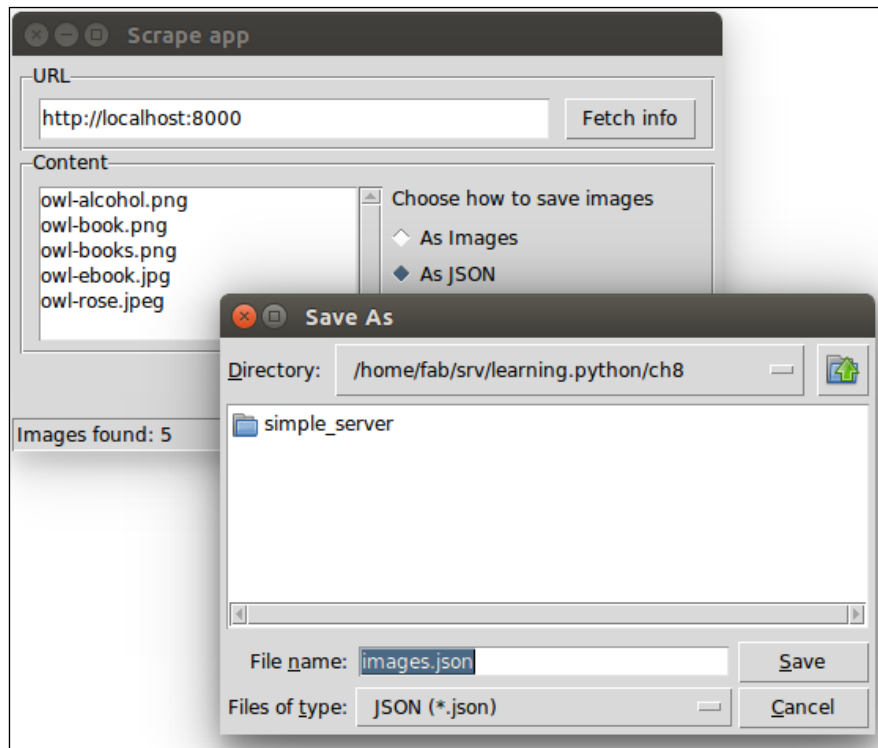 Scrape app
URL
http://localhost:8000
Fetch info
Content
owl-alcohol.png
owl-book.png
owl-books.png
owl-ebook.jpg
owl-rose.jpeg
Choose how to save images
As Images
As JSON
Images found: 5
Save As
Directory: /home/fab/srv/learning.python/ch8
simple_server
File name: images.json
Save
Files of type: JSON (*.json)
Cancel